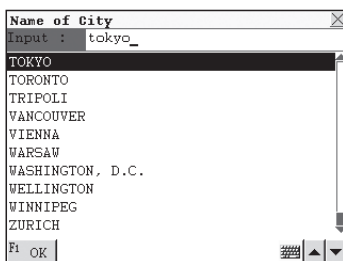 Name of City
Input : tokyo_
TOKYO
TORONTO
TRIPOLI
VANCOUVER
VIENNA
WARSAW
WASHINGTON, D.C.
WELLINGTON
WINNIPEG
ZURICH
F1 OK